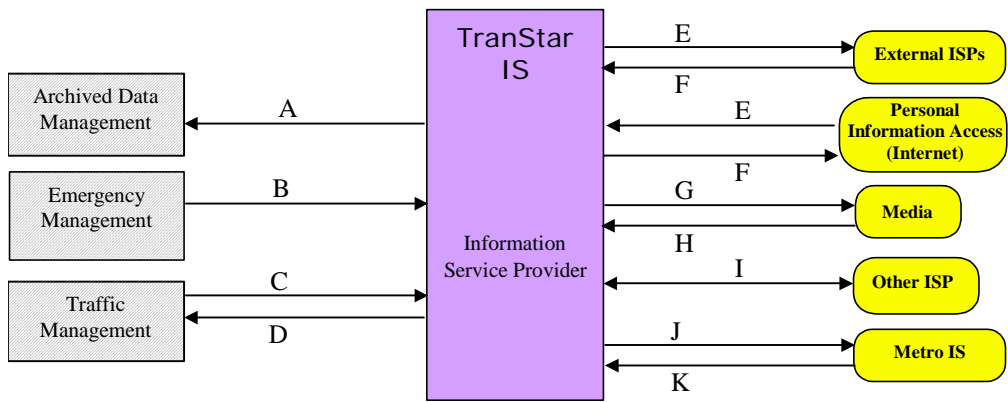 TranStar
IS
Information
Service Provider
Archived Data
Management
A
Emergency
Management
B
Traffic
Management
C
D
E
External ISPs
F
E
Personal
Information Access
(Internet)
F
G
Media
H
I
Other ISP
J
Metro IS
K